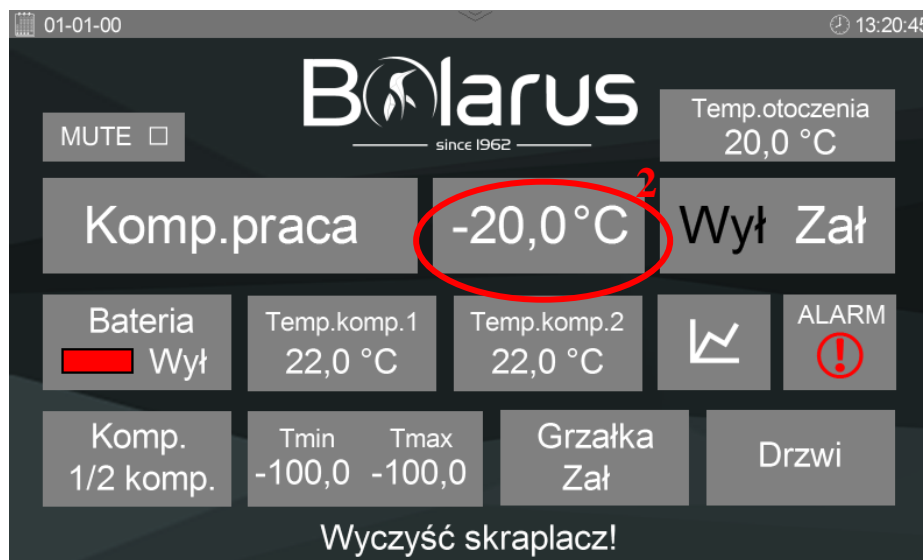 01-01-00 13:20:45
Bolarus
since 1962
MUTE
Temp.otoczenia
20,0 °C
2
Komp.praca
-20,0°C
Wył Zał
Bateria
Wył
Temp.komp.1
22,0 °C
Temp.komp.2
22,0 °C
ALARM
!
Komp.
1/2 komp.
Tmin Tmax
-100,0 -100,0
Grzałka
Zał
Drzwi
Wyczyść skraplacz!